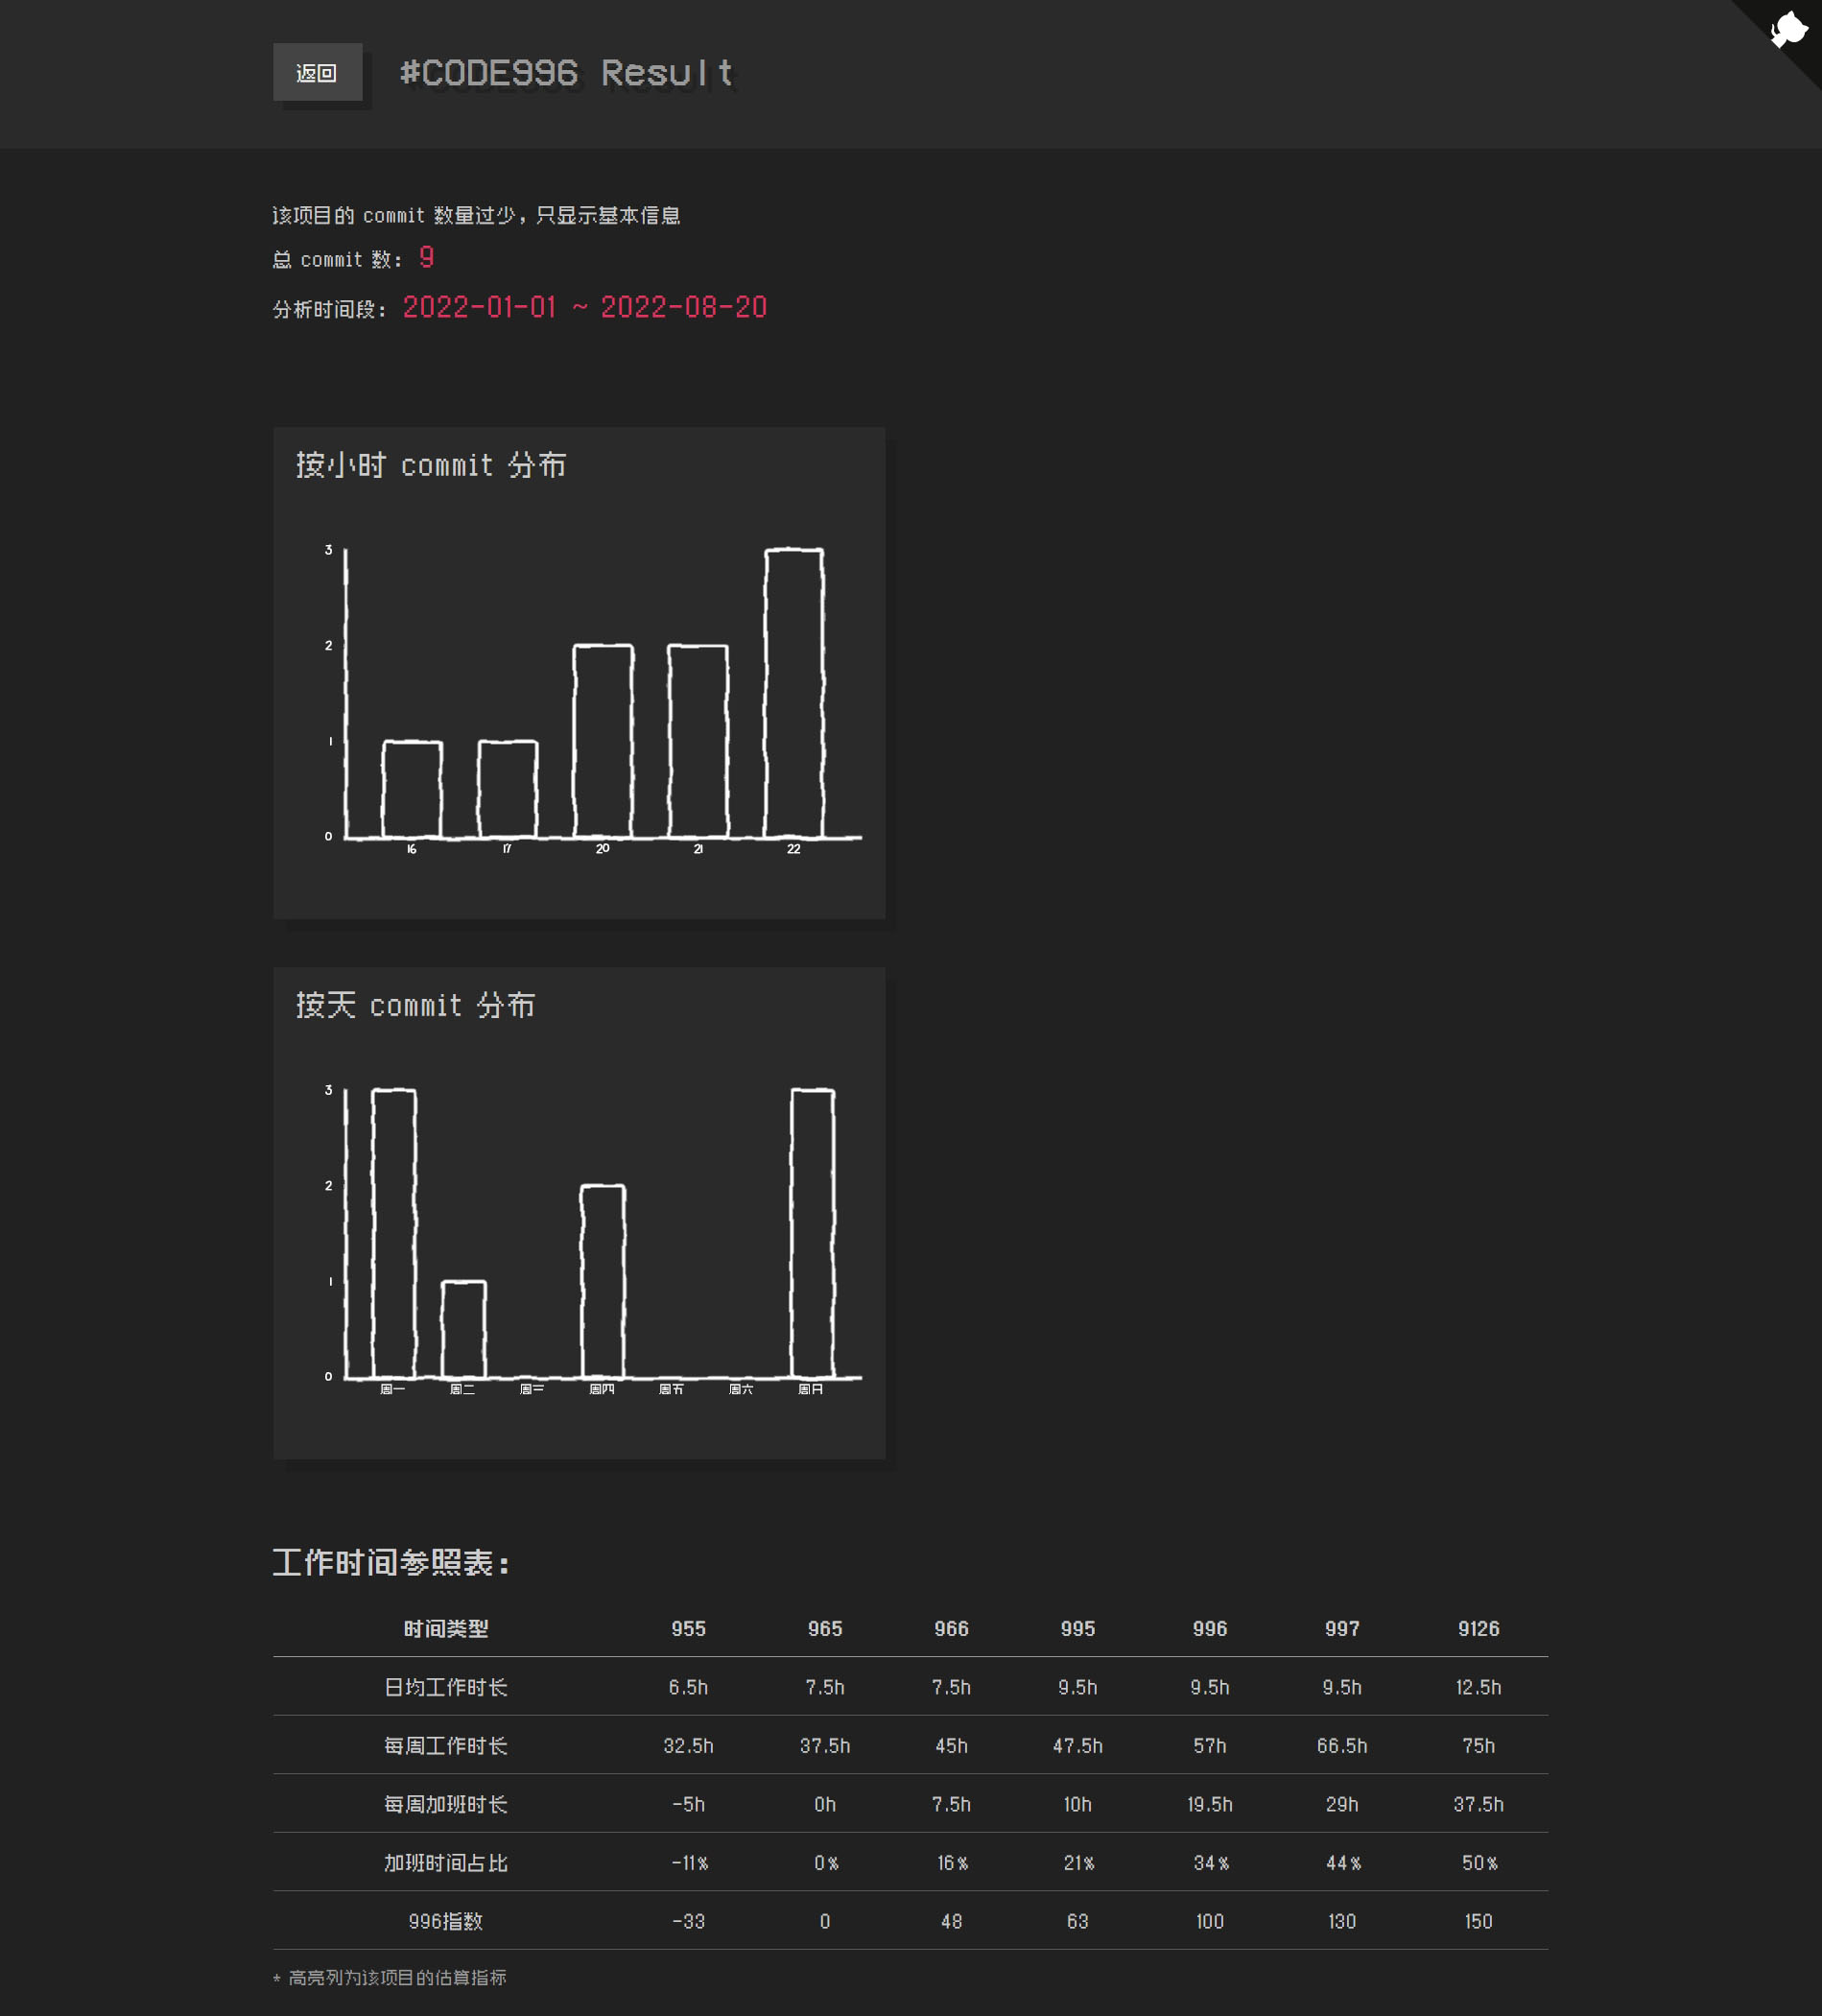 返回
#CODE996 Result
该项目的 commit 数量过少，只显示基本信息
总 commit 数： 9
分析时间段： 2022-01-01 ~ 2022-08-20
按小时 commit 分布
3
2
1
0
16 17 20 21 22
按天 commit 分布
3
2
1
0
周一 周二 周三 周四 周五 周六 周日
工作时间参照表：
时间类型 955 965 966 995 996 997 9126
日均工作时长 6.5h 7.5h 7.5h 9.5h 9.5h 9.5h 12.5h
每周工作时长 32.5h 37.5h 45h 47.5h 57h 66.5h 75h
每周加班时长 -5h 0h 7.5h 10h 19.5h 29h 37.5h
加班时间占比 -11% 0% 16% 21% 34% 44% 50%
996指数 -33 0 48 63 100 130 150
* 高亮列为该项目的估算指标